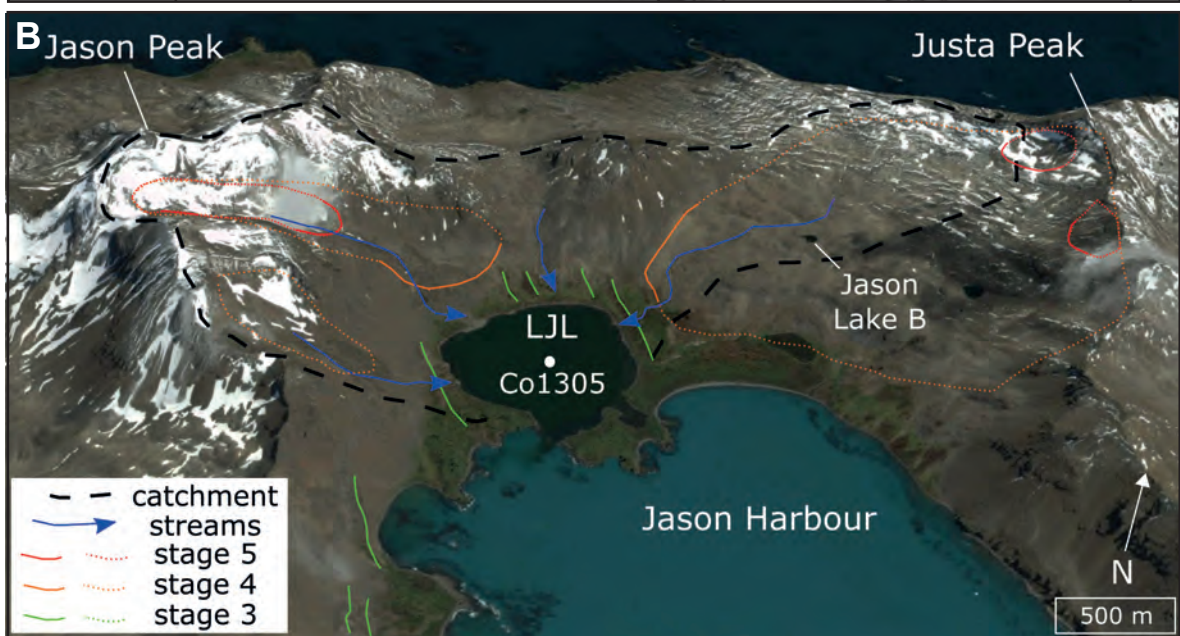 B
Jason Peak
Justa Peak
Jason
Lake B
LJL
Co1305
Jason Harbour
catchment
streams
stage 5
stage 4
stage 3
N
500 m